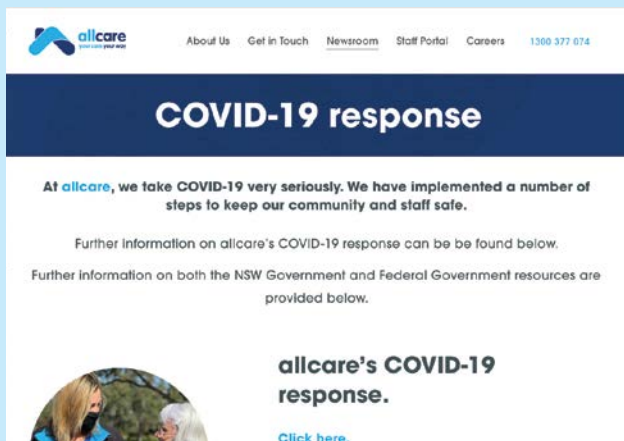 allcare
your care your way
About Us Get in Touch Newsroom Staff Portal Careers 1300 377 074
COVID-19 response
At allcare, we take COVID-19 very seriously. We have implemented a number of
steps to keep our community and staff safe.
Further information on allcare's COVID-19 response can be be found below.
Further information on both the NSW Government and Federal Government resources are
provided below.
allcare's COVID-19
response.
Click here.